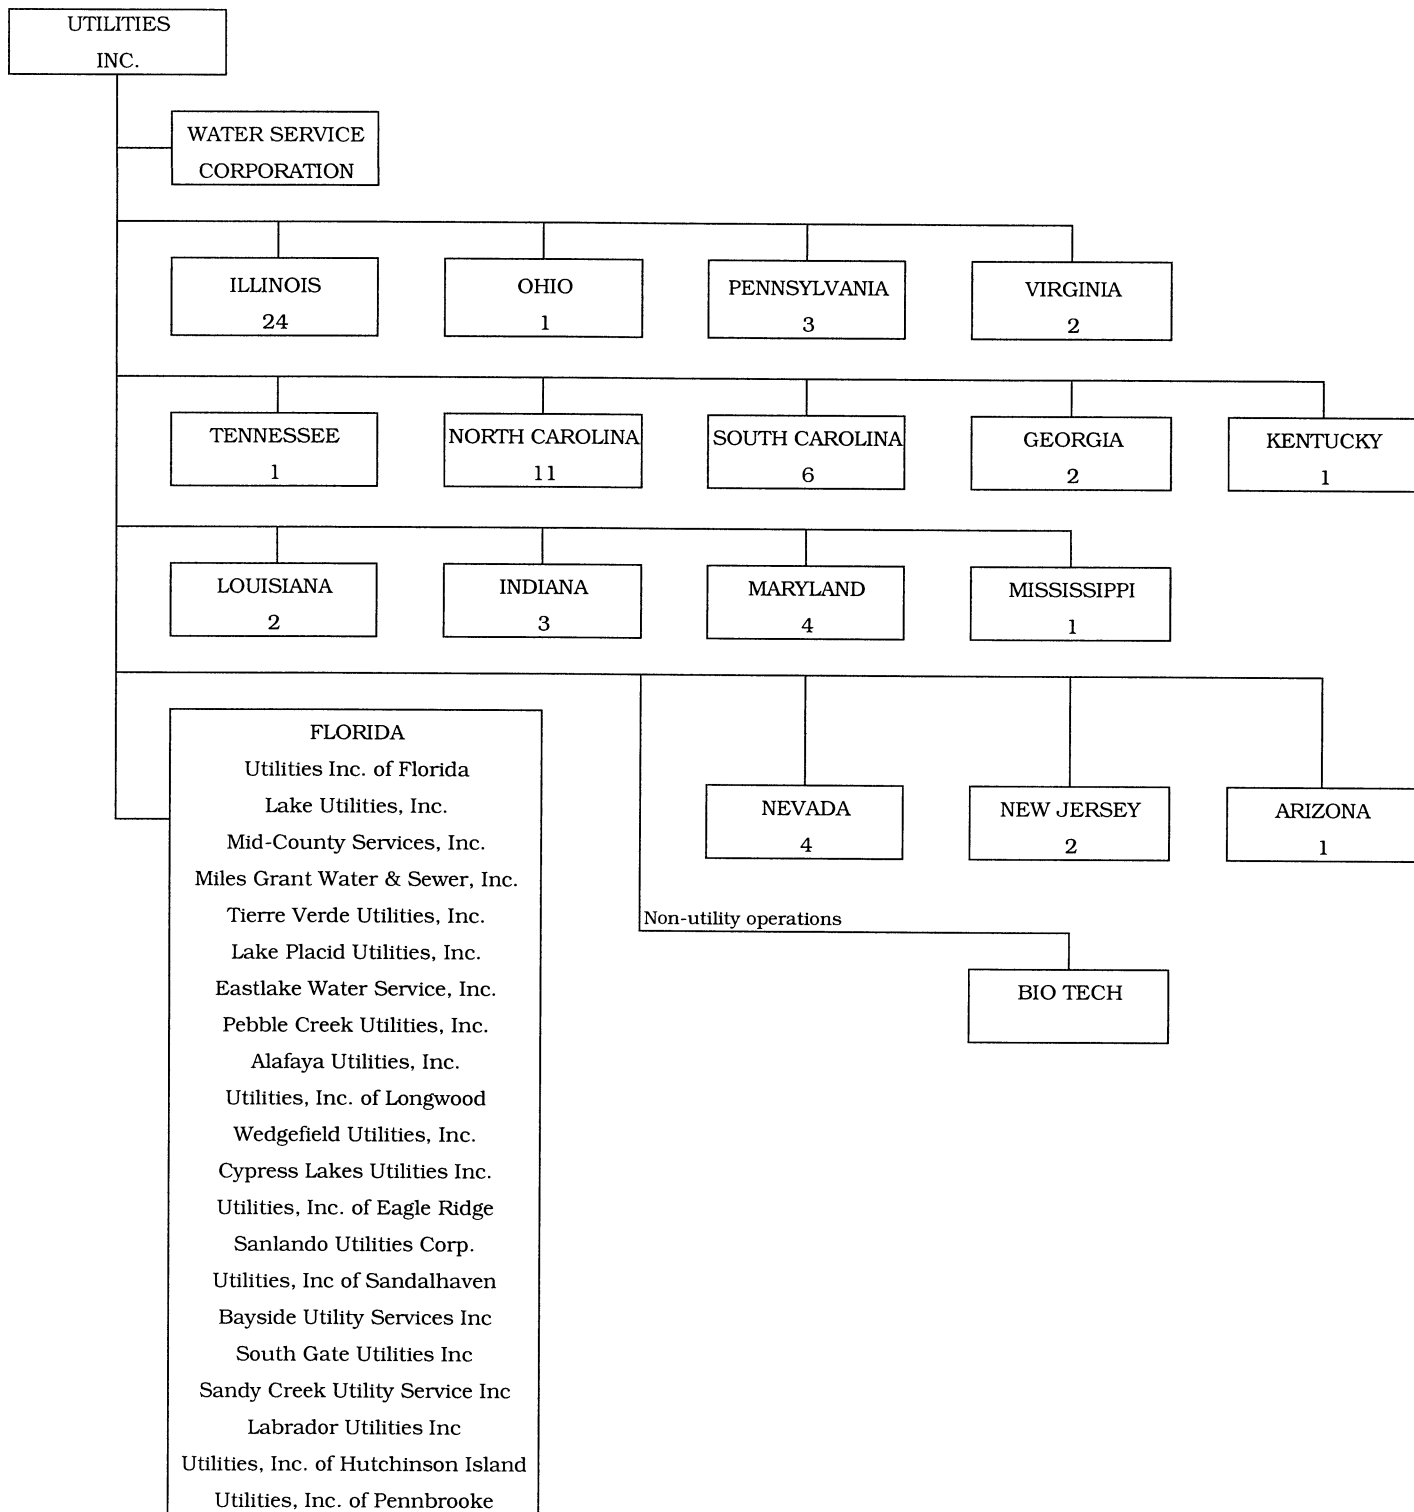 UTILITIES
INC.
WATER SERVICE
CORPORATION
ILLINOIS
24
OHIO
1
PENNSYLVANIA
3
VIRGINIA
2
TENNESSEE
1
NORTH CAROLINA
11
SOUTH CAROLINA
6
GEORGIA
2
KENTUCKY
1
LOUISIANA
2
INDIANA
3
MARYLAND
4
MISSISSIPPI
1
FLORIDA
Utilities Inc. of Florida
Lake Utilities, Inc.
Mid-County Services, Inc.
Miles Grant Water & Sewer, Inc.
Tierre Verde Utilities, Inc.
Lake Placid Utilities, Inc.
Eastlake Water Service, Inc.
Pebble Creek Utilities, Inc.
Alafaya Utilities, Inc.
Utilities, Inc. of Longwood
Wedgefield Utilities, Inc.
Cypress Lakes Utilities Inc.
Utilities, Inc. of Eagle Ridge
Sanlando Utilities Corp.
Utilities, Inc of Sandalhaven
Bayside Utility Services Inc
South Gate Utilities Inc
Sandy Creek Utility Service Inc
Labrador Utilities Inc
Utilities, Inc. of Hutchinson Island
Utilities, Inc. of Pennbrooke
NEVADA
4
NEW JERSEY
2
ARIZONA
1
Non-utility operations
BIO TECH